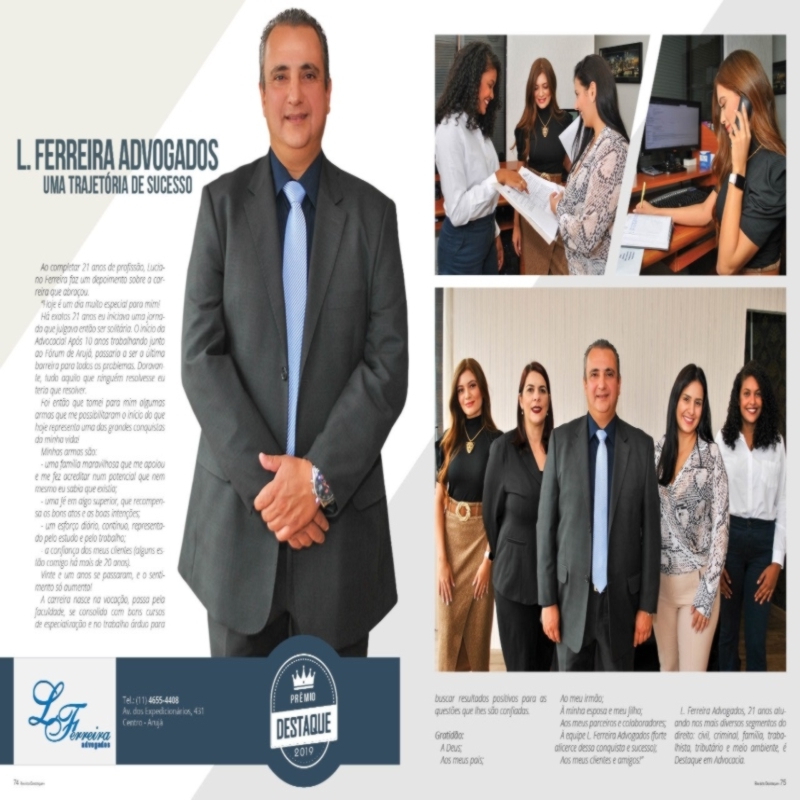 L. FERREIRA ADVOGADOS
UMA TRAJETÓRIA DE SUCESSO
Ao completar 21 anos de profissão, Lucia-
no Ferreira faz um depoimento sobre a car-
reira que abraçou.
"Hoje é um dia muito especial para mim!
Há exatos 21 anos eu iniciava uma jorna-
da que julgava então ser solitária. O início da
Advocacia! Após 10 anos trabalhando junto
ao Fórum de Arujá, passaria a ser a última
barreira para todos os problemas. Doravan-
te, tudo aquilo que ninguém resolvesse eu
teria que resolver.
Foi então que tomei para mim algumas
armas que me possibilitaram o início do que
hoje representa uma das grandes conquistas
da minha vida!
Minhas armas são:
- uma família maravilhosa que me apoiou
e me fez acreditar num potencial que nem
mesmo eu sabia que existia;
- uma fé em algo superior, que recompen-
sa os bons atos e as boas intenções;
- um esforço diário, contínuo, representa-
do pelo estudo e pelo trabalho;
- a confiança dos meus clientes (alguns es-
tão comigo há mais de 20 anos).
Vinte e um anos se passaram, e o senti-
mento só aumenta!
A carreira nasce na vocação, passa pela
faculdade, se consolida com bons cursos
de especialização e no trabalho árduo para
L Ferreira
advogados
Tel.: (11) 4655-4408
Av. dos Expedicionários, 431
Centro - Arujá
PRÊMIO
DESTAQUE
2019
74
buscar resultados positivos para as
questões que lhes são confiadas.
Gratidão:
A Deus;
Aos meus pais;
Ao meu irmão;
À minha esposa e meu filho;
Aos meus parceiros e colaboradores;
À equipe L. Ferreira Advogados (forte
alicerce dessa conquista e sucesso);
Aos meus clientes e amigos!"
L. Ferreira Advogados, 21 anos atu-
ando nos mais diversos segmentos do
direito: civil, criminal, família, traba-
lhista, tributário e meio ambiente, é
Destaque em Advocacia.
75